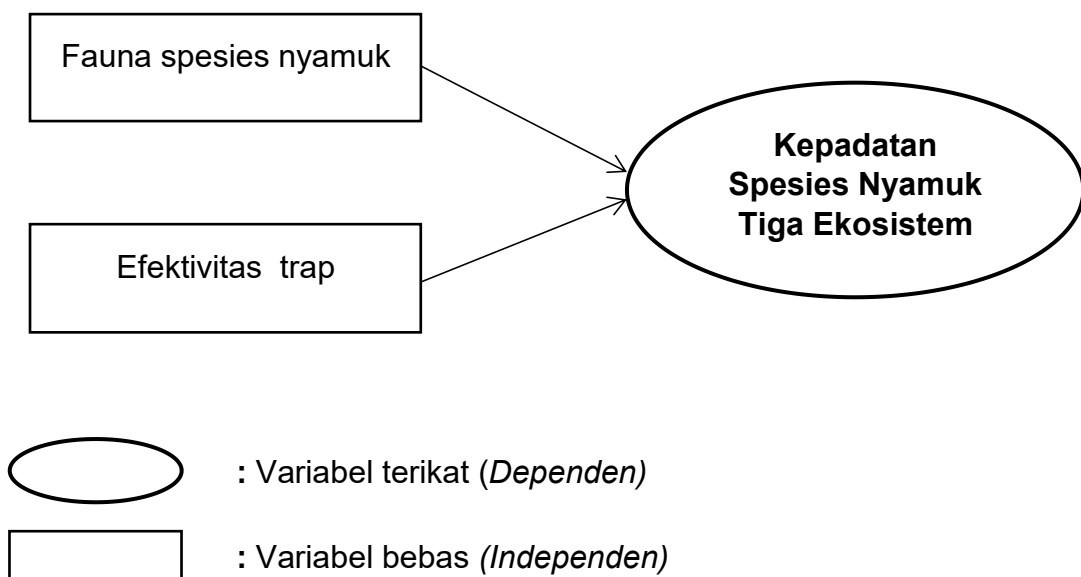 Fauna spesies nyamuk
Kepadatan
Spesies Nyamuk
Tiga Ekosistem
Efektivitas trap
: Variabel terikat (Dependen)
: Variabel bebas (Independen)